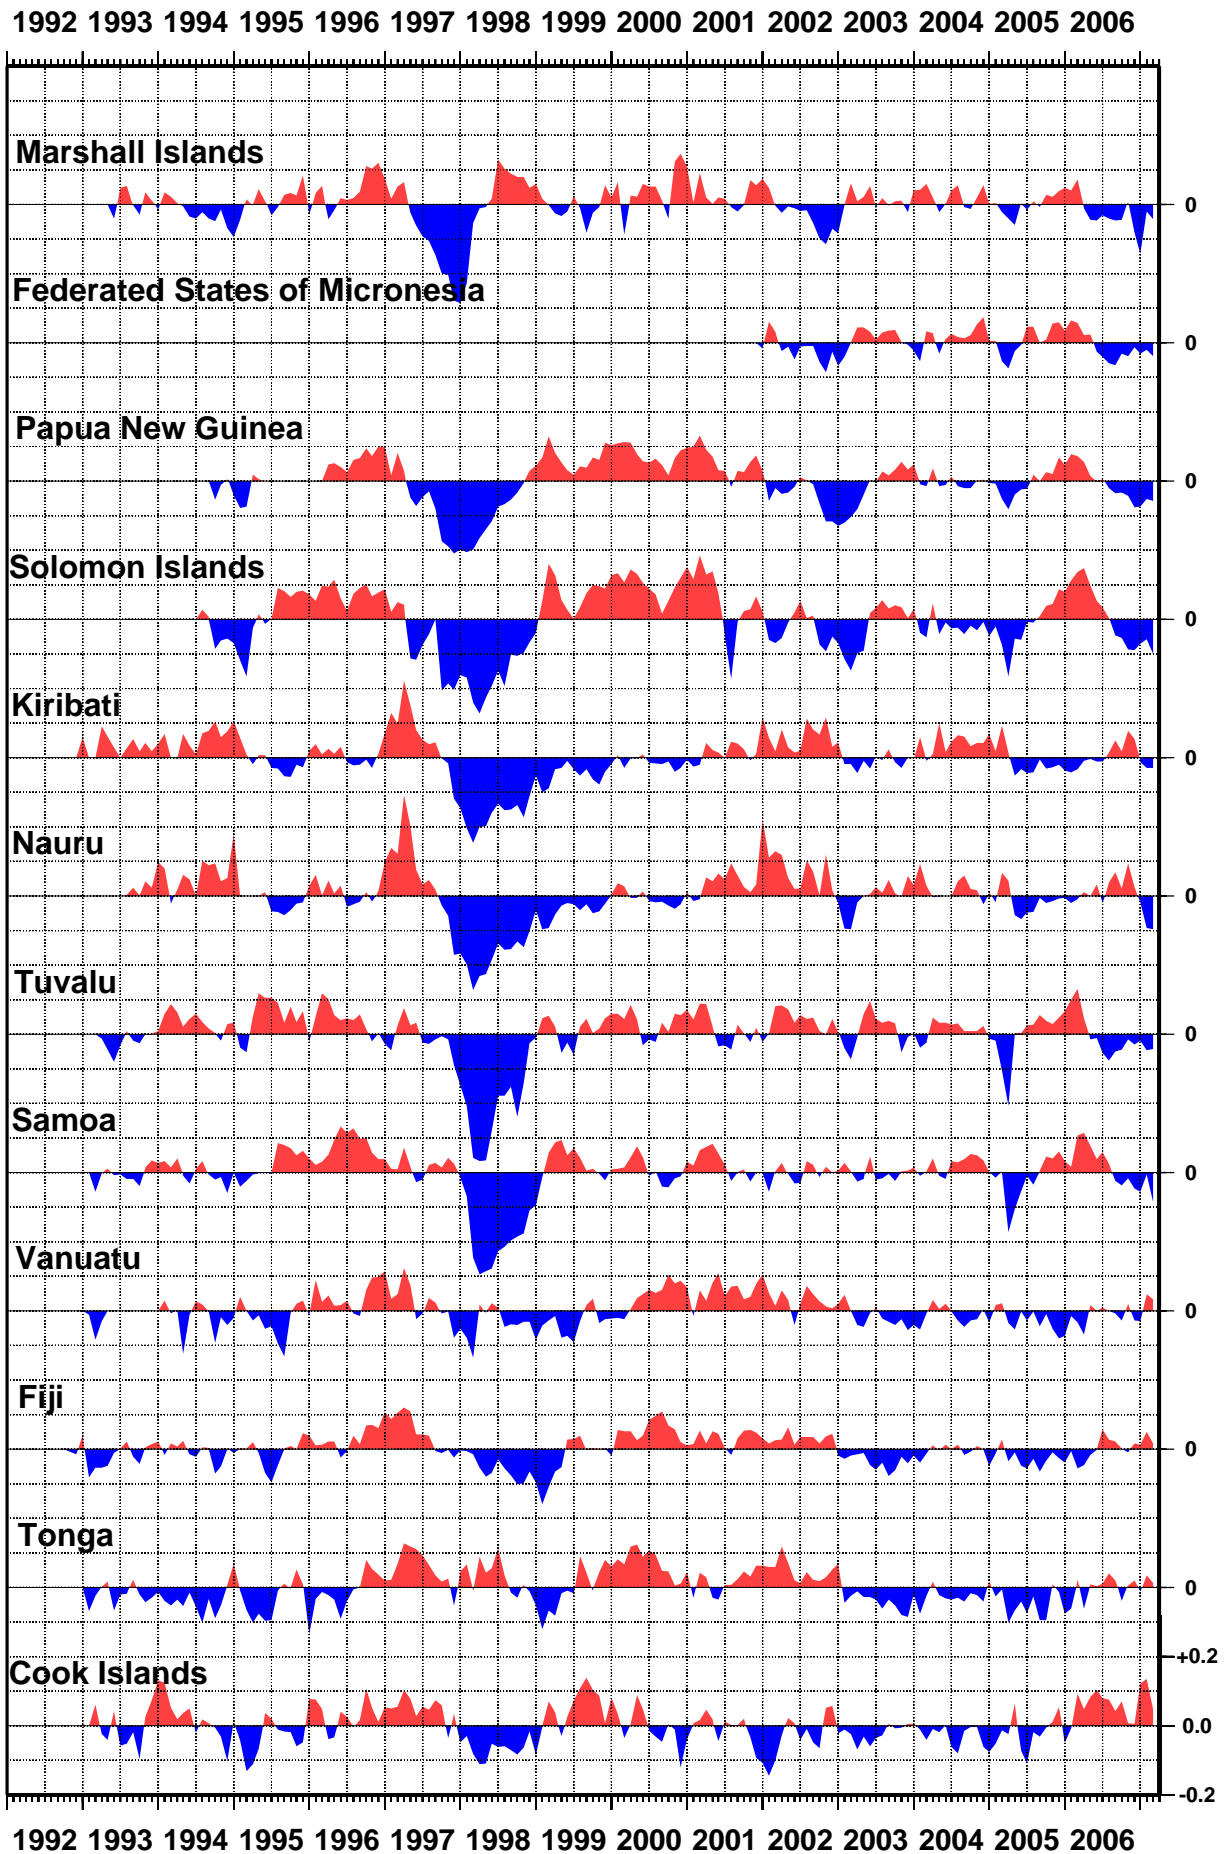 1992 1993 1994 1995 1996 1997 1998 1999 2000 2001 2002 2003 2004 2005 2006
Marshall Islands
0
Federated States of Micronesia
0
Papua New Guinea
0
Solomon Islands
0
Kiribati
0
Nauru
0
Tuvalu
0
Samoa
0
Vanuatu
0
Fiji
0
Tonga
0
+0.2
Cook Islands
0.0
-0.2
1992 1993 1994 1995 1996 1997 1998 1999 2000 2001 2002 2003 2004 2005 2006